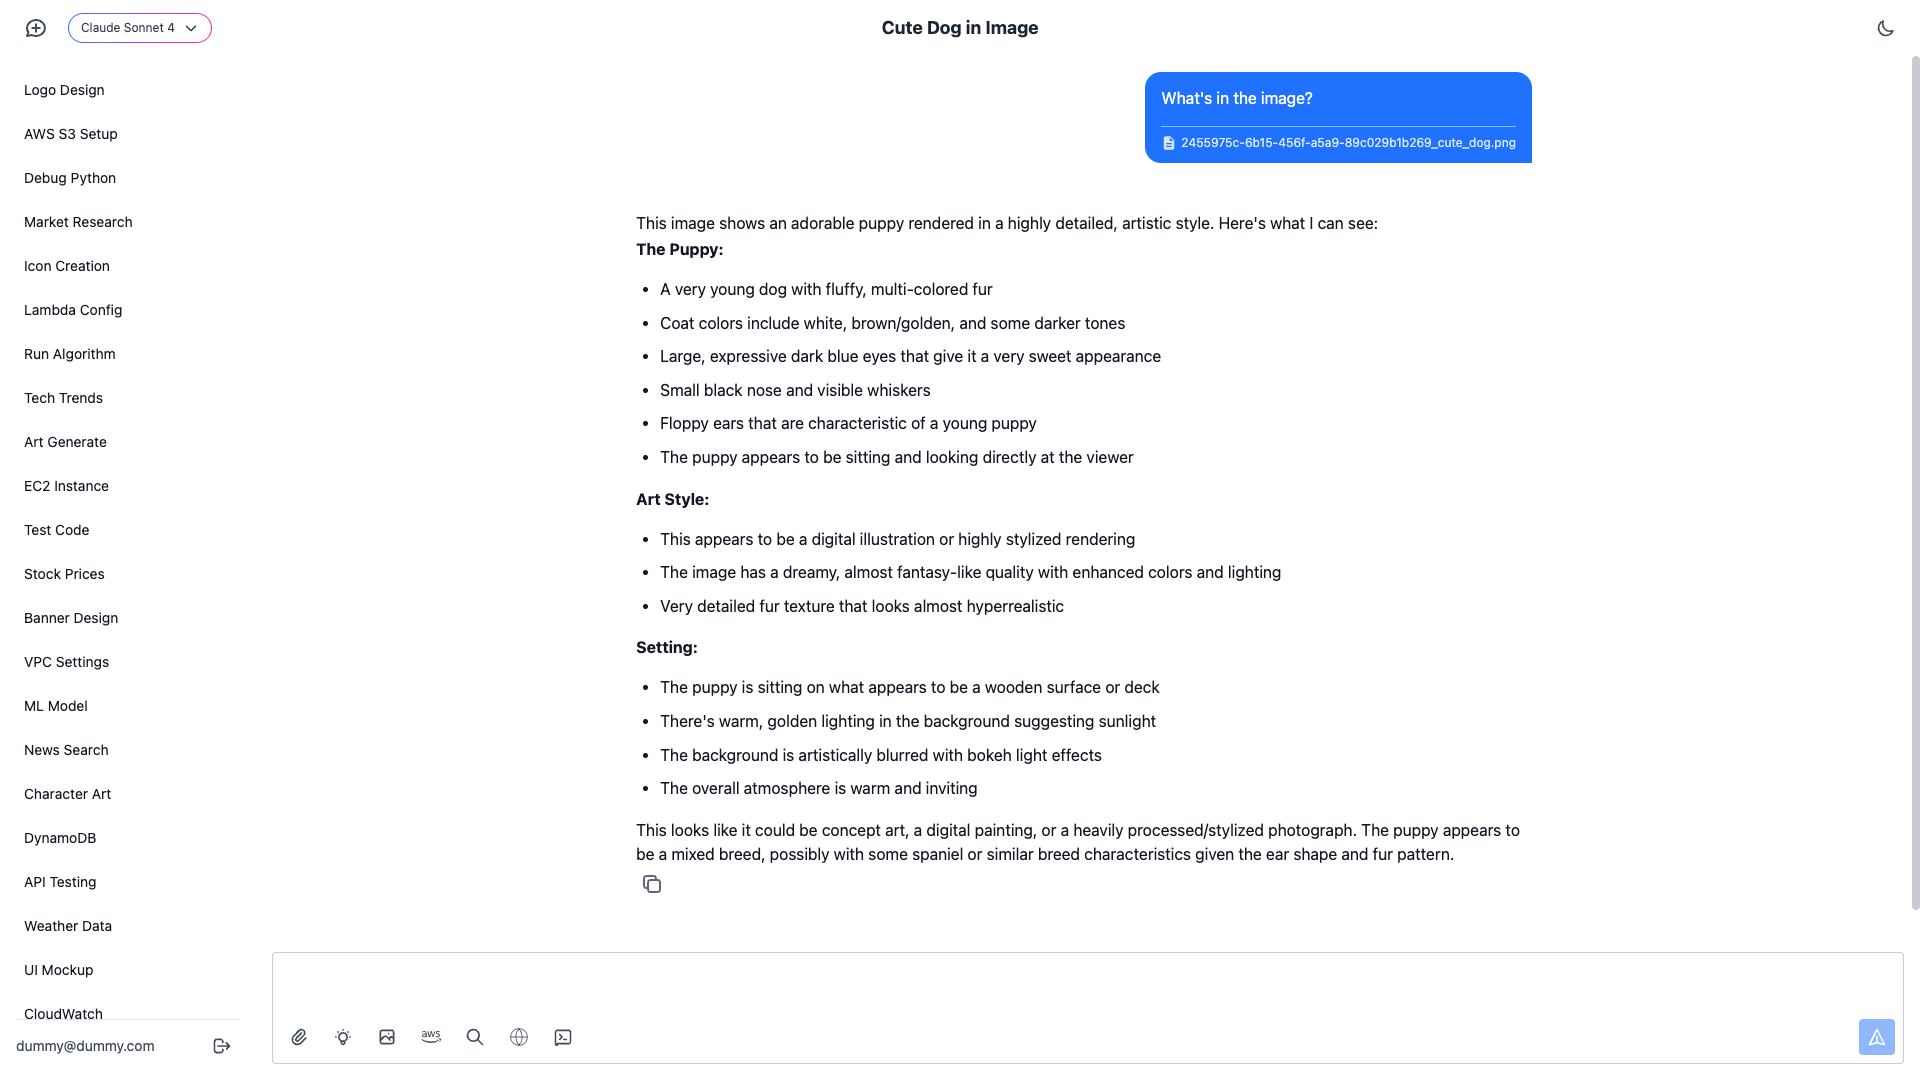 Claude Sonnet 4
Cute Dog in Image
Logo Design
AWS S3 Setup
Debug Python
Market Research
Icon Creation
Lambda Config
Run Algorithm
Tech Trends
Art Generate
EC2 Instance
Test Code
Stock Prices
Banner Design
VPC Settings
ML Model
News Search
Character Art
DynamoDB
API Testing
Weather Data
UI Mockup
CloudWatch
dummy@dummy.com
What's in the image?
2455975c-6b15-456f-a5a9-89c029b1b269_cute_dog.png
This image shows an adorable puppy rendered in a highly detailed, artistic style. Here's what I can see:
The Puppy:
• A very young dog with fluffy, multi-colored fur
• Coat colors include white, brown/golden, and some darker tones
• Large, expressive dark blue eyes that give it a very sweet appearance
• Small black nose and visible whiskers
• Floppy ears that are characteristic of a young puppy
• The puppy appears to be sitting and looking directly at the viewer
Art Style:
• This appears to be a digital illustration or highly stylized rendering
• The image has a dreamy, almost fantasy-like quality with enhanced colors and lighting
• Very detailed fur texture that looks almost hyperrealistic
Setting:
• The puppy is sitting on what appears to be a wooden surface or deck
• There's warm, golden lighting in the background suggesting sunlight
• The background is artistically blurred with bokeh light effects
• The overall atmosphere is warm and inviting
This looks like it could be concept art, a digital painting, or a heavily processed/stylized photograph. The puppy appears to
be a mixed breed, possibly with some spaniel or similar breed characteristics given the ear shape and fur pattern.
aws